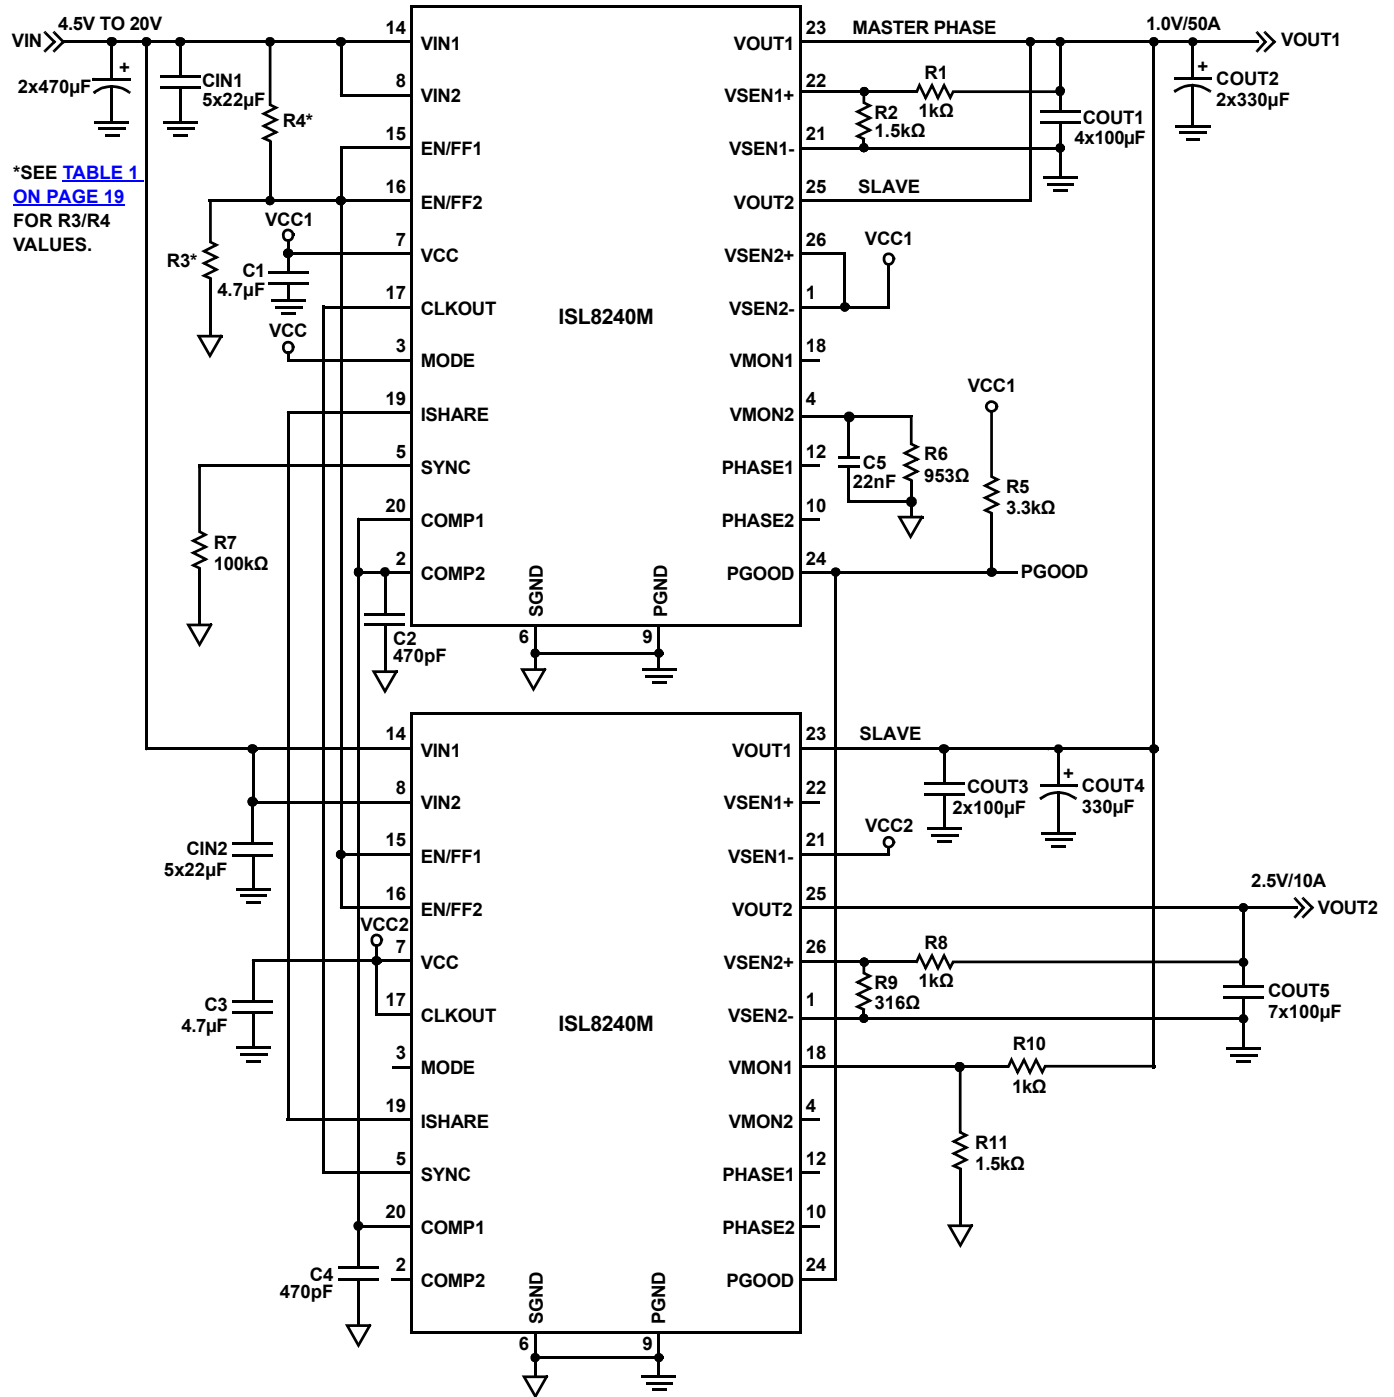 4.5V TO 20V
VIN
2x470µF
+
CIN1
5x22µF
R4*
*SEE TABLE 1
ON PAGE 19
FOR R3/R4
VALUES.
R3*
VCC1
C1
4.7µF
VCC
R7
100kΩ
C2
470pF
14
VIN1
8
VIN2
15
EN/FF1
16
EN/FF2
7
VCC
17
CLKOUT
3
MODE
19
ISHARE
5
SYNC
20
COMP1
2
COMP2
ISL8240M
SGND
6
PGND
9
23
VOUT1
22
VSEN1+
21
VSEN1-
25
VOUT2
26
VSEN2+
1
VSEN2-
18
VMON1
4
VMON2
12
PHASE1
10
PHASE2
24
PGOOD
MASTER PHASE
1.0V/50A
VOUT1
R1
1kΩ
R2
1.5kΩ
COUT1
4x100µF
+
COUT2
2x330µF
SLAVE
VCC1
VCC1
C5
22nF
R6
953Ω
R5
3.3kΩ
PGOOD
CIN2
5x22µF
VCC2
C3
4.7µF
C4
470pF
14
VIN1
8
VIN2
15
EN/FF1
16
EN/FF2
7
VCC
17
CLKOUT
3
MODE
19
ISHARE
5
SYNC
20
COMP1
2
COMP2
ISL8240M
SGND
6
PGND
9
23
VOUT1
22
VSEN1+
21
VSEN1-
25
VOUT2
26
VSEN2+
1
VSEN2-
18
VMON1
4
VMON2
12
PHASE1
10
PHASE2
24
PGOOD
SLAVE
COUT3
2x100µF
+
COUT4
330µF
VCC2
2.5V/10A
VOUT2
R8
1kΩ
R9
316Ω
COUT5
7x100µF
R10
1kΩ
R11
1.5kΩ